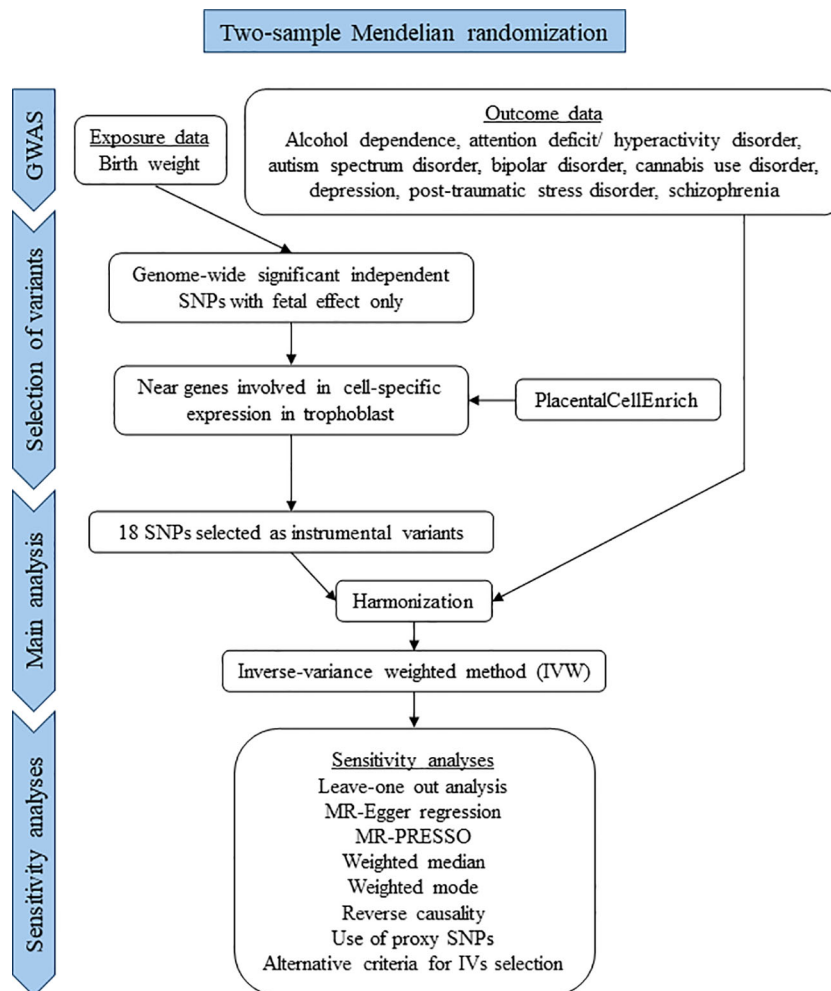 Two-sample Mendelian randomization
GWAS
Exposure data
Birth weight
Outcome data
Alcohol dependence, attention deficit/ hyperactivity disorder,
autism spectrum disorder, bipolar disorder, cannabis use disorder,
depression, post-traumatic stress disorder, schizophrenia
Selection of variants
Genome-wide significant independent
SNPs with fetal effect only
Near genes involved in cell-specific
expression in trophoblast
PlacentalCellEnrich
Main analysis
18 SNPs selected as instrumental variants
Harmonization
Inverse-variance weighted method (IVW)
Sensitivity analyses
Sensitivity analyses
Leave-one out analysis
MR-Egger regression
MR-PRESSO
Weighted median
Weighted mode
Reverse causality
Use of proxy SNPs
Alternative criteria for IVs selection